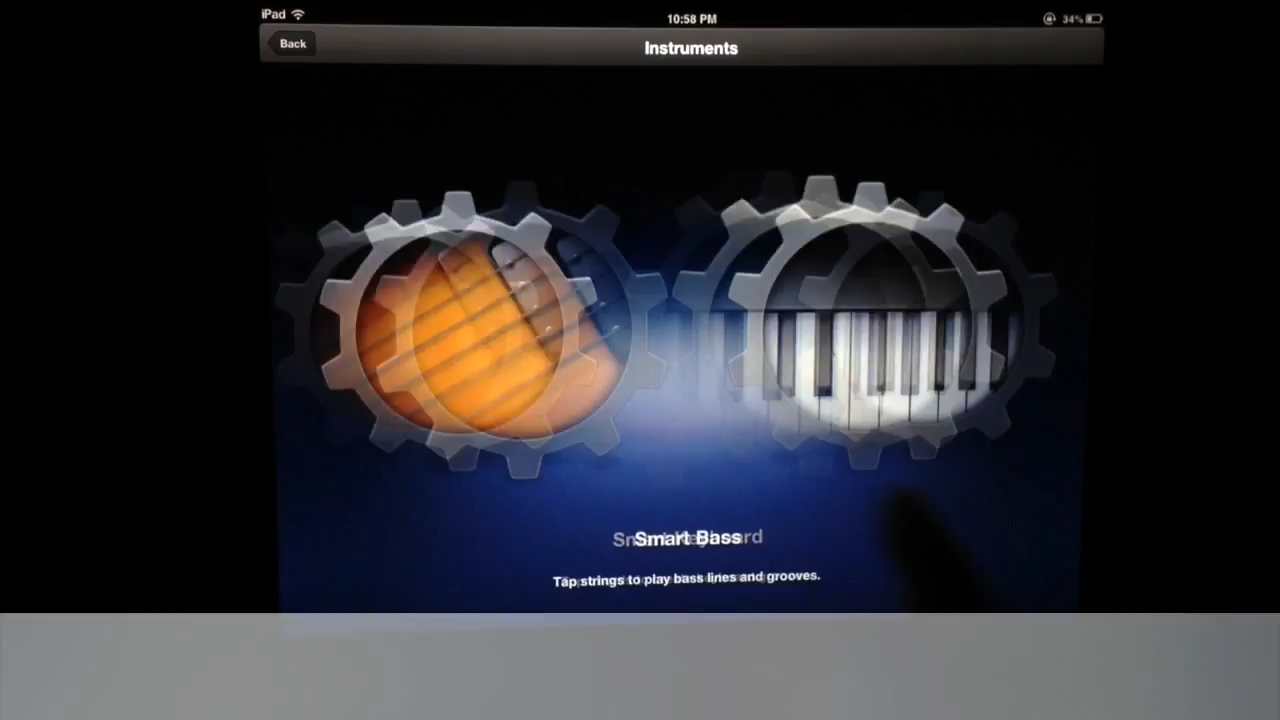 iPad
10:58 PM
34%
Back
Instruments
Smart Bass
Tap strings to play bass lines and grooves.